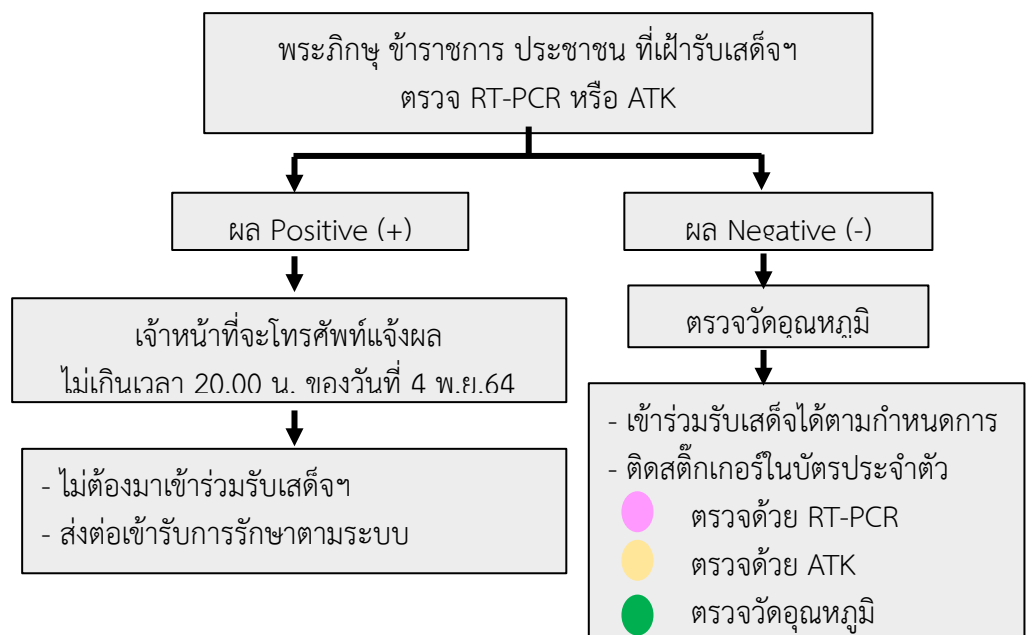 พระภิกษุ ข้าราชการ ประชาชน ที่เฝ้ารับเสด็จฯ
ตรวจ RT-PCR หรือ ATK
ผล Positive (+)
ผล Negative (-)
เจ้าหน้าที่จะโทรศัพท์แจ้งผล
ไม่เกินเวลา 20.00 น. ของวันที่ 4 พ.ย.64
ตรวจวัดอุณหภูมิ
- ไม่ต้องมาเข้าร่วมรับเสด็จฯ
- ส่งต่อเข้ารับการรักษาตามระบบ
- เข้าร่วมรับเสด็จได้ตามกำหนดการ
- ติดสติ๊กเกอร์ในบัตรประจำตัว
ตรวจด้วย RT-PCR
ตรวจด้วย ATK
ตรวจวัดอุณหภูมิ